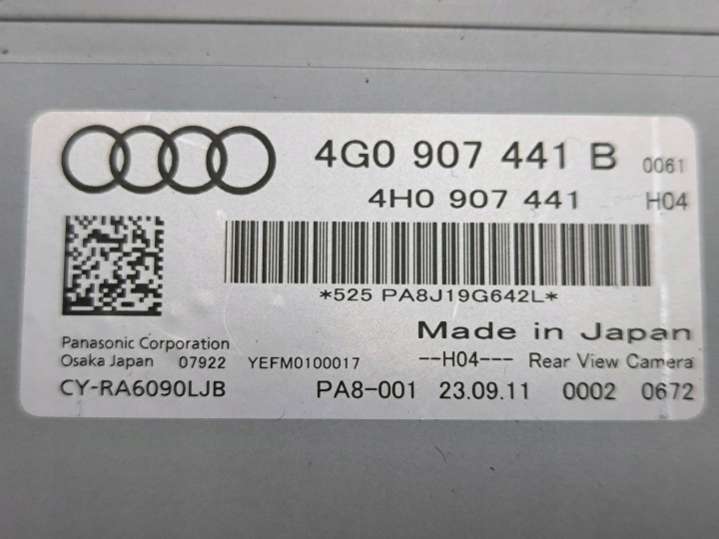 4G0 907 441 B 0061
4H0 907 441 H04
*525 PA8J19G642L*
Made in Japan
Panasonic Corporation
Osaka Japan 07922 YEFM0100017 --H04--- Rear View Camera
CY-RA6090LJB PA8-001 23.09.11 0002 0672